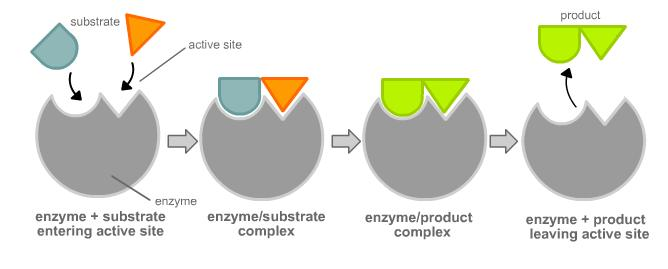 substrate
active site
product
enzyme
enzyme + substrate
entering active site
enzyme/substrate
complex
enzyme/product
complex
enzyme + product
leaving active site